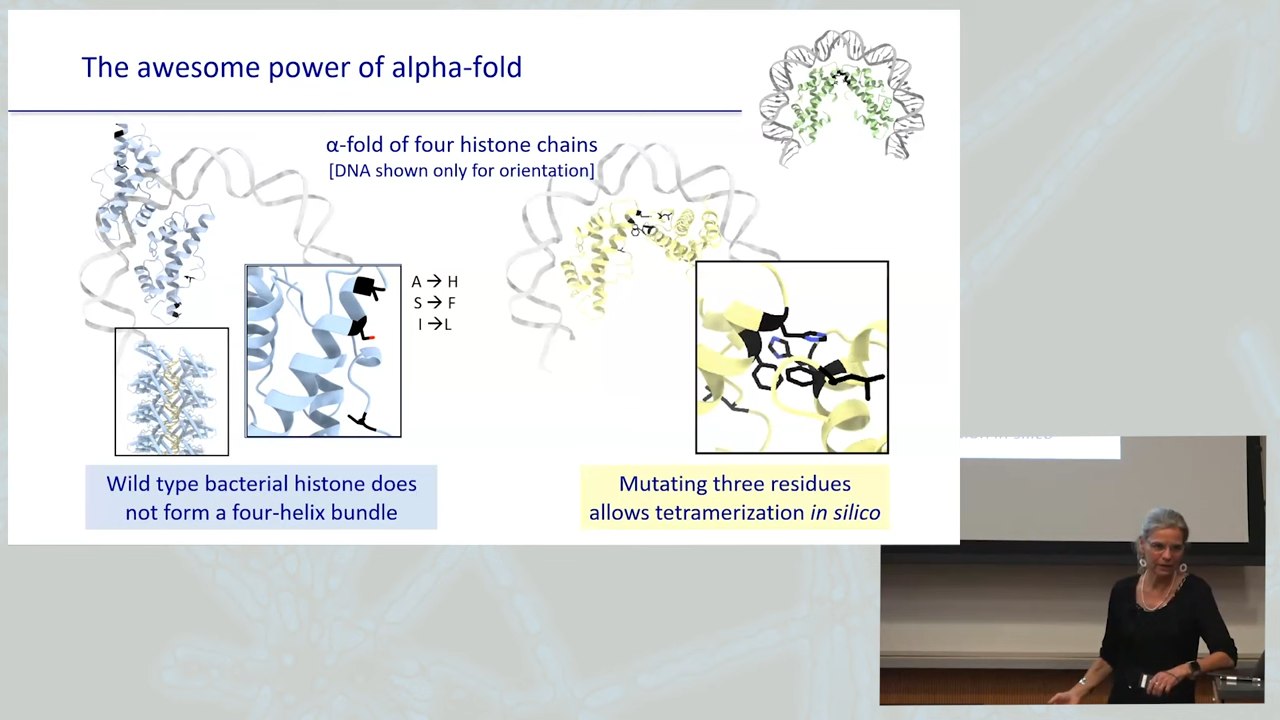 The awesome power of alpha-fold
α-fold of four histone chains
[DNA shown only for orientation]
A → H
S → F
I → L
Wild type bacterial histone does
not form a four-helix bundle
Mutating three residues
allows tetramerization in silico